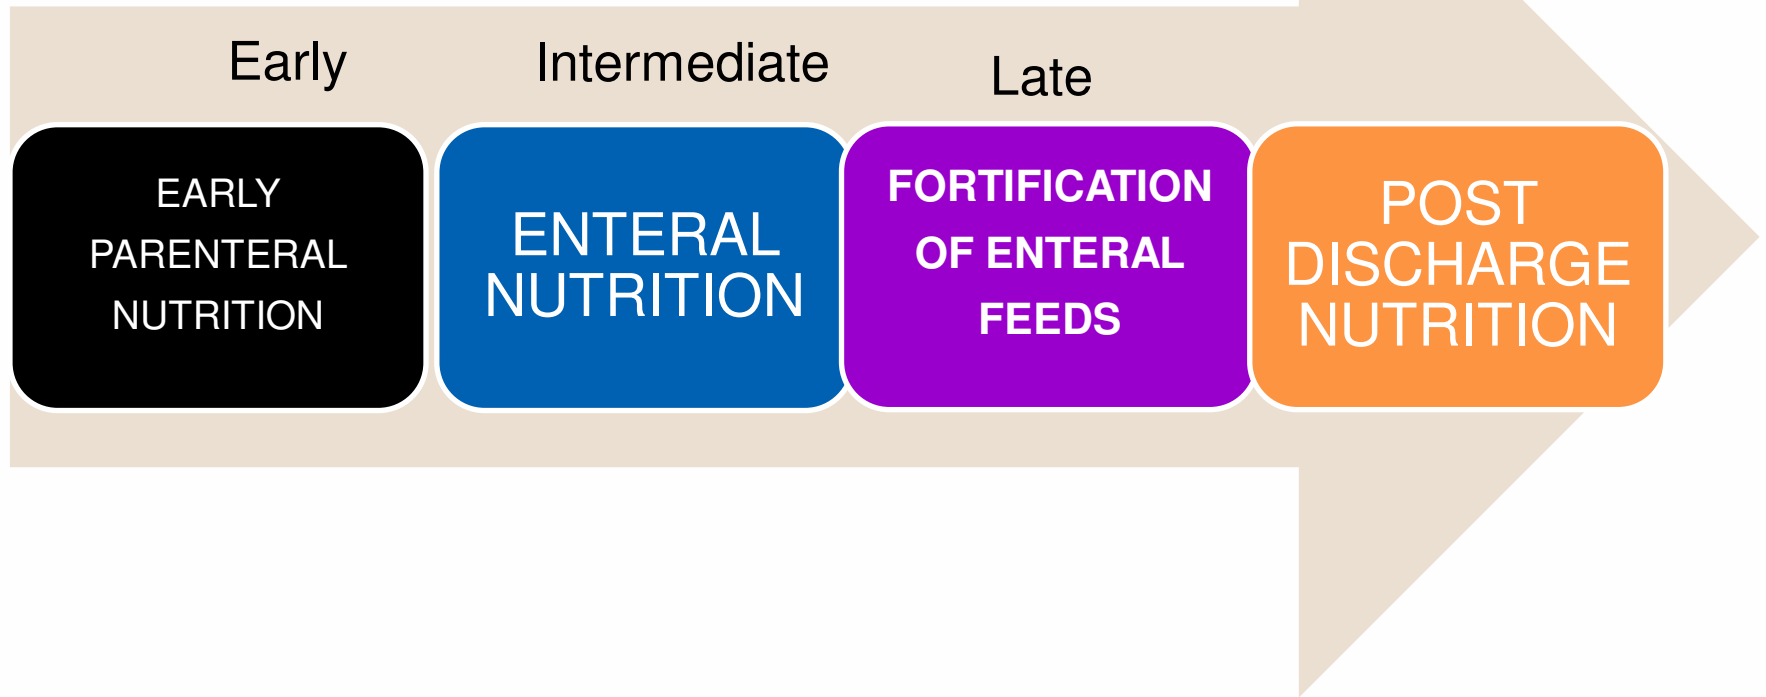 Early
Intermediate
Late
EARLY
PARENTERAL
NUTRITION
ENTERAL
NUTRITION
FORTIFICATION
OF ENTERAL
FEEDS
POST
DISCHARGE
NUTRITION